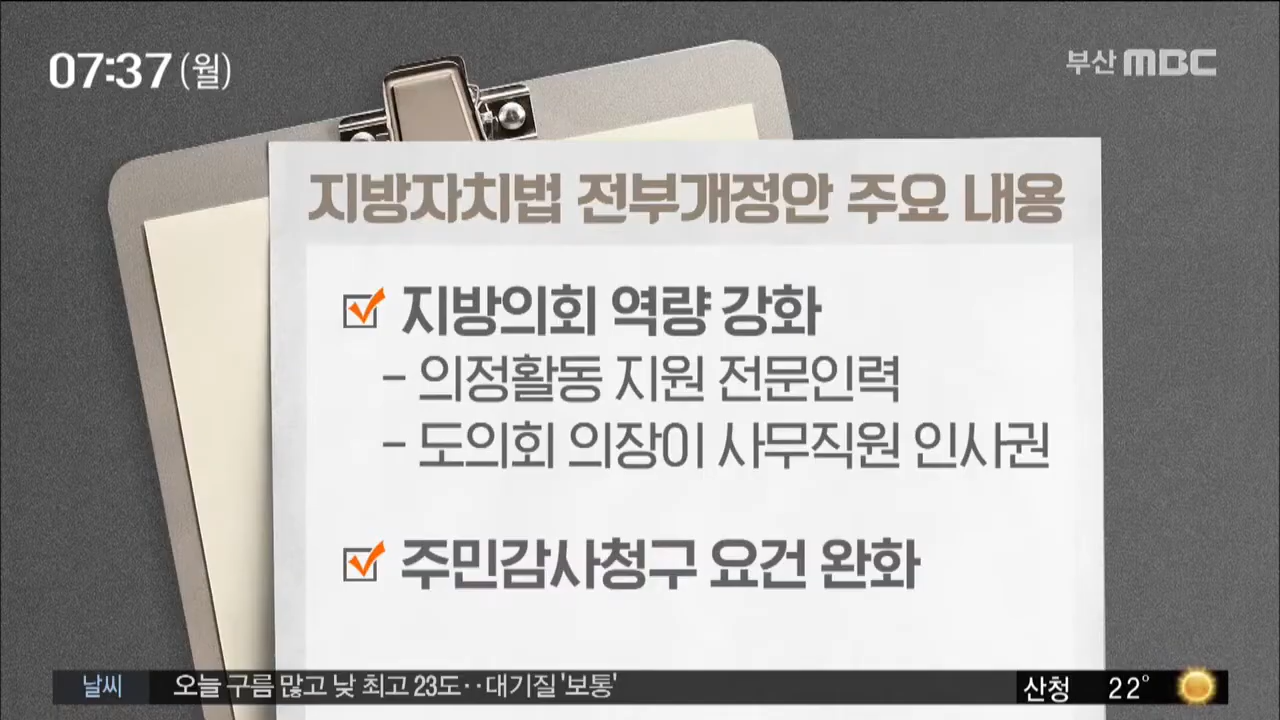 07:37(월)
부산 MBC
지방자치법 전부개정안 주요 내용
지방의회 역량 강화
- 의정활동 지원 전문인력
- 도의회 의장이 사무직원 인사권
주민감사청구 요건 완화
날씨 오늘 구름 많고 낮 최고 23도··대기질 '보통' 산청 22°